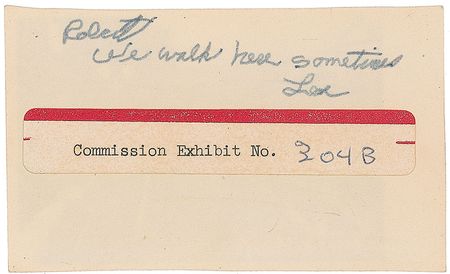 Robert
We walk here sometimes
Lee
Commission Exhibit No. 304B